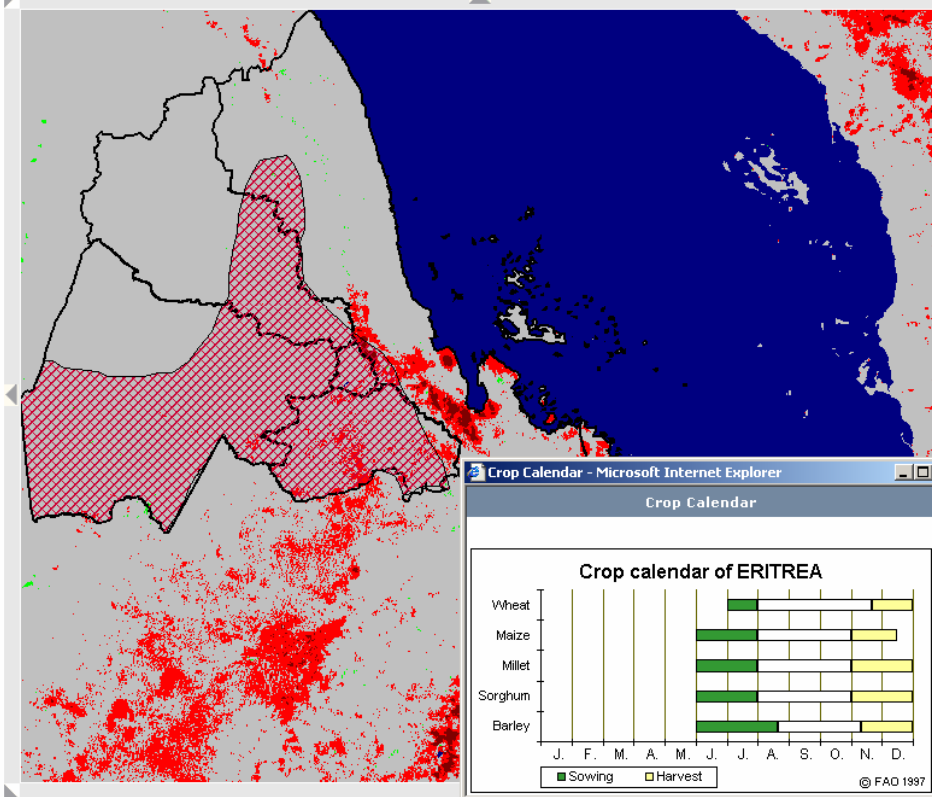 Crop Calendar - Microsoft Internet Explorer
Crop Calendar
Crop calendar of ERITREA
Wheat
Maize
Millet
Sorghum
Barley
J. F. M. A. M. J. J. A. S. O. N. D.
Sowing Harvest
© FAO 1997